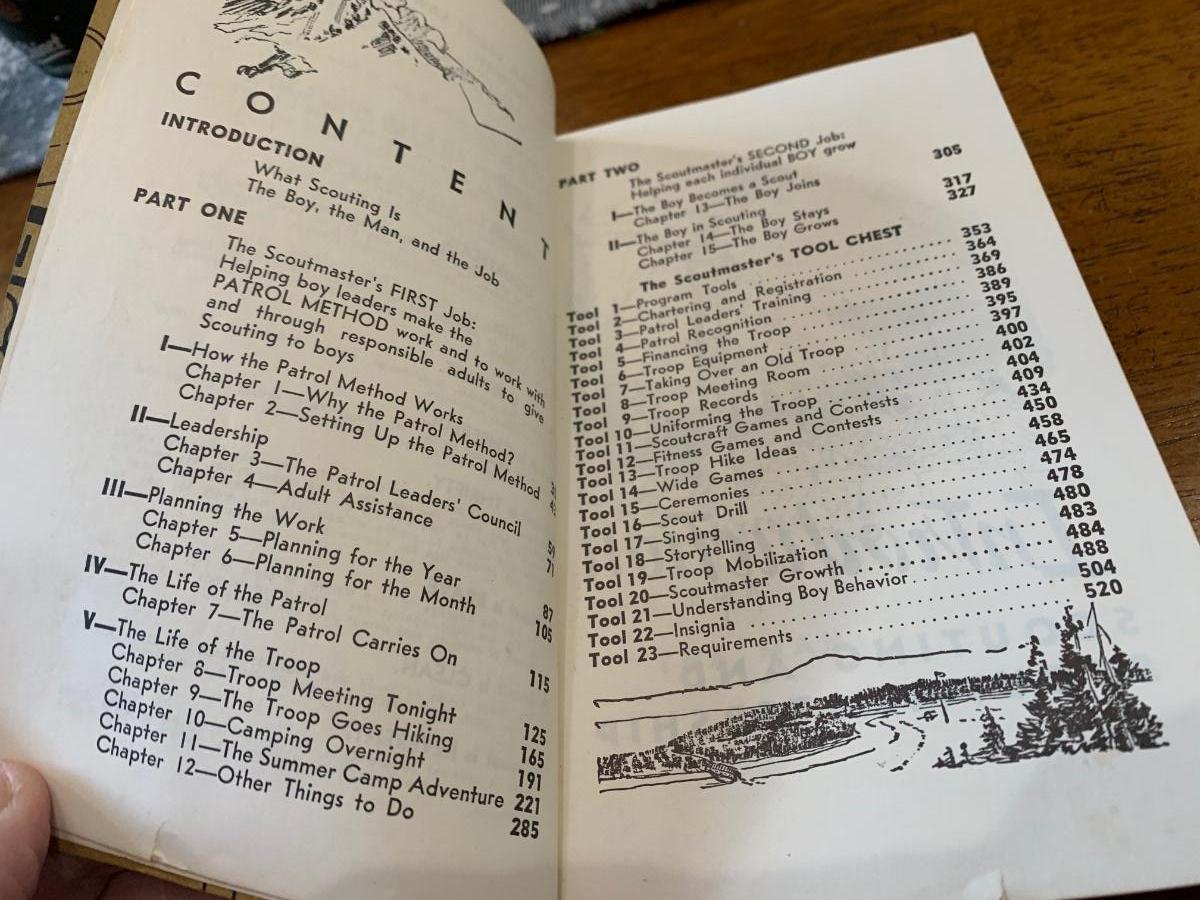 CONTENT
INTRODUCTION
What Scouting Is
The Boy, the Man, and the Job
PART ONE
The Scoutmaster's FIRST Job:
Helping boy leaders make the
PATROL METHOD work and to work with
and through responsible adults to give
Scouting to boys
I—How the Patrol Method Works
Chapter 1—Why the Patrol Method?
Chapter 2—Setting Up the Patrol Method
II—Leadership
Chapter 3—The Patrol Leaders' Council 59
Chapter 4—Adult Assistance 71
III—Planning the Work
Chapter 5—Planning for the Year 87
Chapter 6—Planning for the Month 105
IV—The Life of the Patrol
Chapter 7—The Patrol Carries On 115
V—The Life of the Troop
Chapter 8—Troop Meeting Tonight 125
Chapter 9—The Troop Goes Hiking 165
Chapter 10—Camping Overnight 191
Chapter 11—The Summer Camp Adventure 221
Chapter 12—Other Things to Do 285
PART TWO
The Scoutmaster's SECOND Job:
Helping each individual BOY grow
I—The Boy Becomes a Scout
Chapter 13—The Boy Joins 305
II—The Boy in Scouting
Chapter 14—The Boy Stays 317
Chapter 15—The Boy Grows 327
The Scoutmaster's TOOL CHEST
Tool 1—Program Tools 353
Tool 2—Chartering and Registration 364
Tool 3—Patrol Leaders' Training 369
Tool 4—Patrol Recognition 386
Tool 5—Financing the Troop 389
Tool 6—Troop Equipment 395
Tool 7—Taking Over an Old Troop 397
Tool 8—Troop Meeting Room 400
Tool 9—Troop Records 402
Tool 10—Uniforming the Troop 404
Tool 11—Scoutcraft Games and Contests 409
Tool 12—Fitness Games and Contests 434
Tool 13—Troop Hike Ideas 450
Tool 14—Wide Games 458
Tool 15—Ceremonies 465
Tool 16—Scout Drill 474
Tool 17—Singing 478
Tool 18—Storytelling 480
Tool 19—Troop Mobilization 483
Tool 20—Scoutmaster Growth 484
Tool 21—Understanding Boy Behavior 488
Tool 22—Insignia 504
Tool 23—Requirements 520